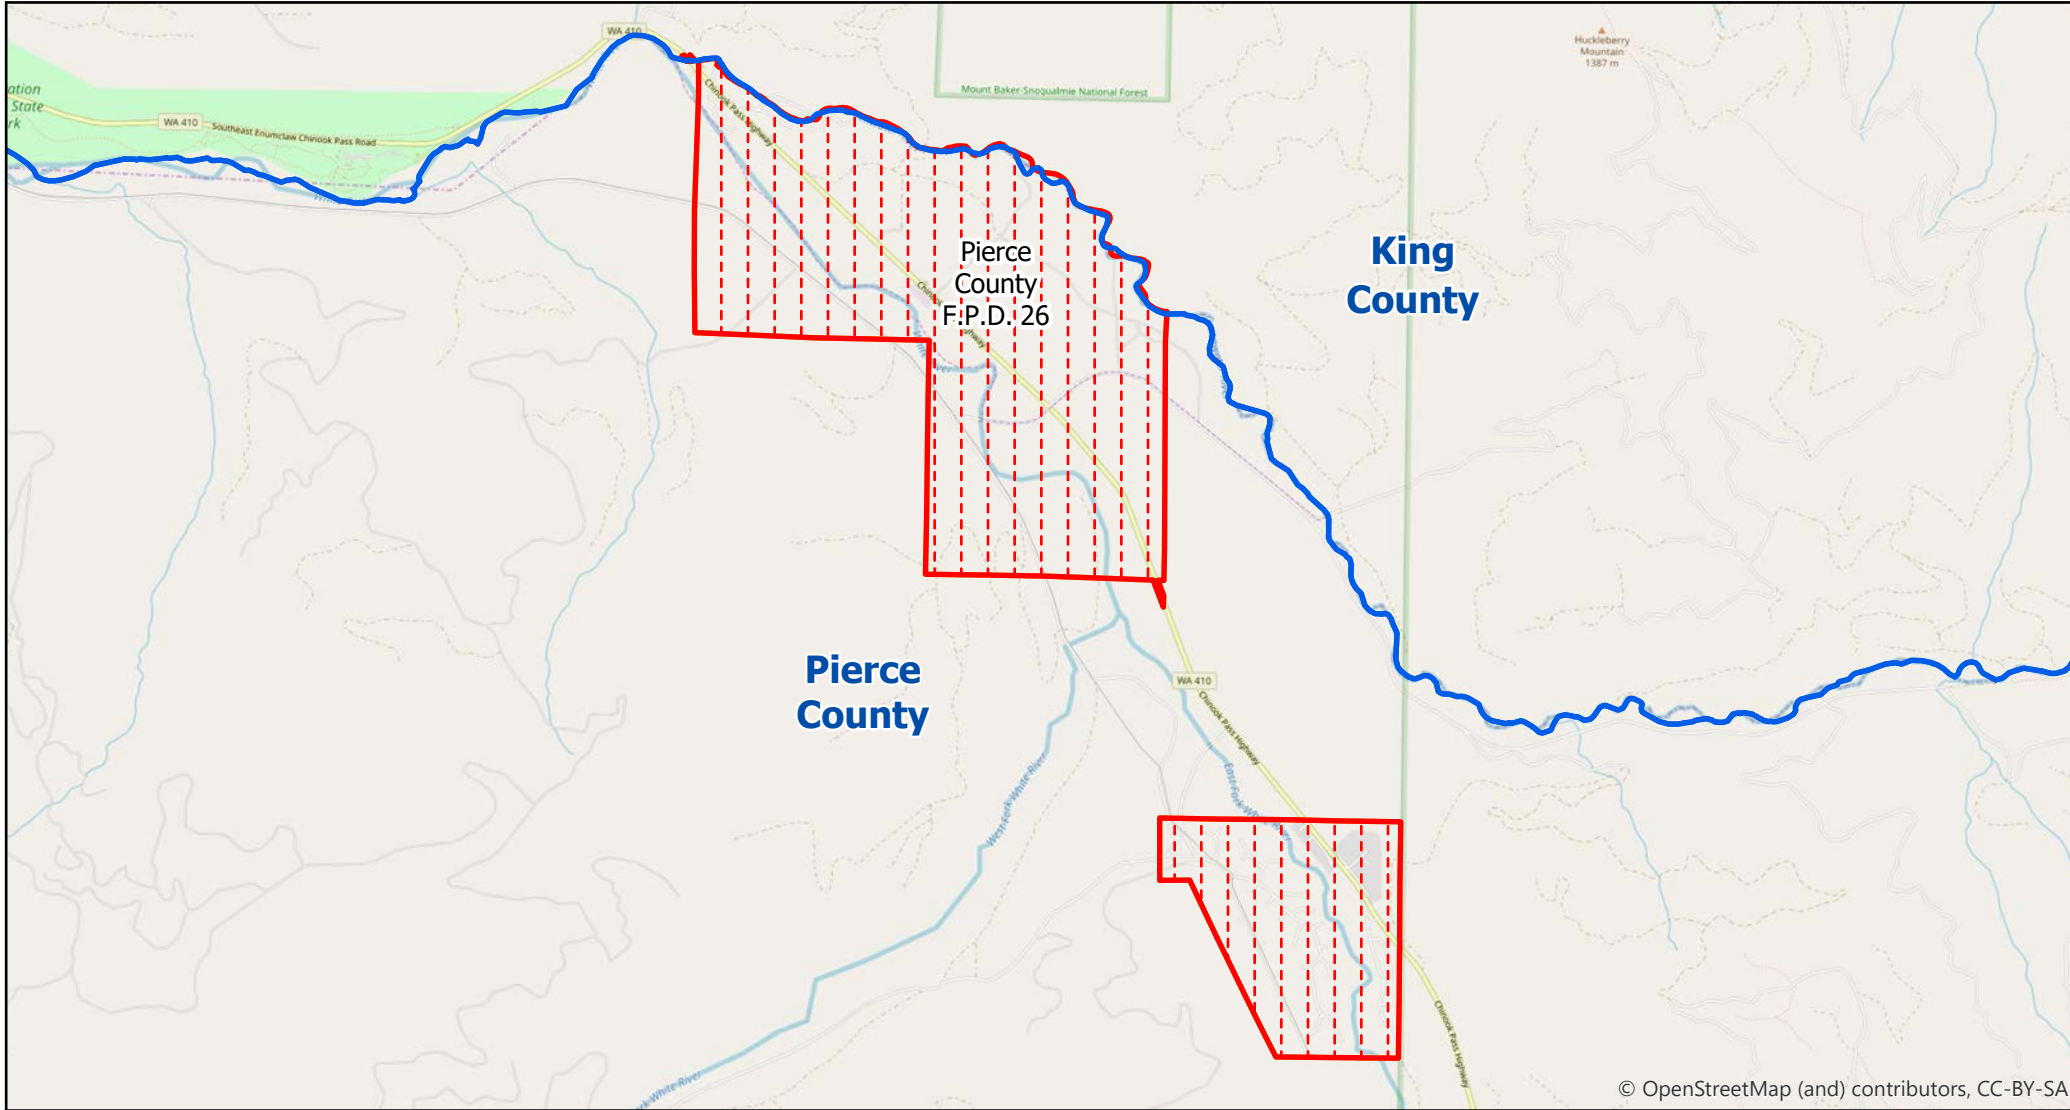 WA 410
Huckleberry
Mountain
1387 m
ation
State
rk
WA 410
Southeast Enumclaw Chinook Pass Road
Chinook Pass Highway
Mount Baker-Snoqualmie National Forest
Pierce
County
F.P.D. 26
King
County
Pierce
County
WA 410
Chinook Pass Highway
East Fork White River
West Fork White River
Chinook Pass Highway
White River
© OpenStreetMap (and) contributors, CC-BY-SA